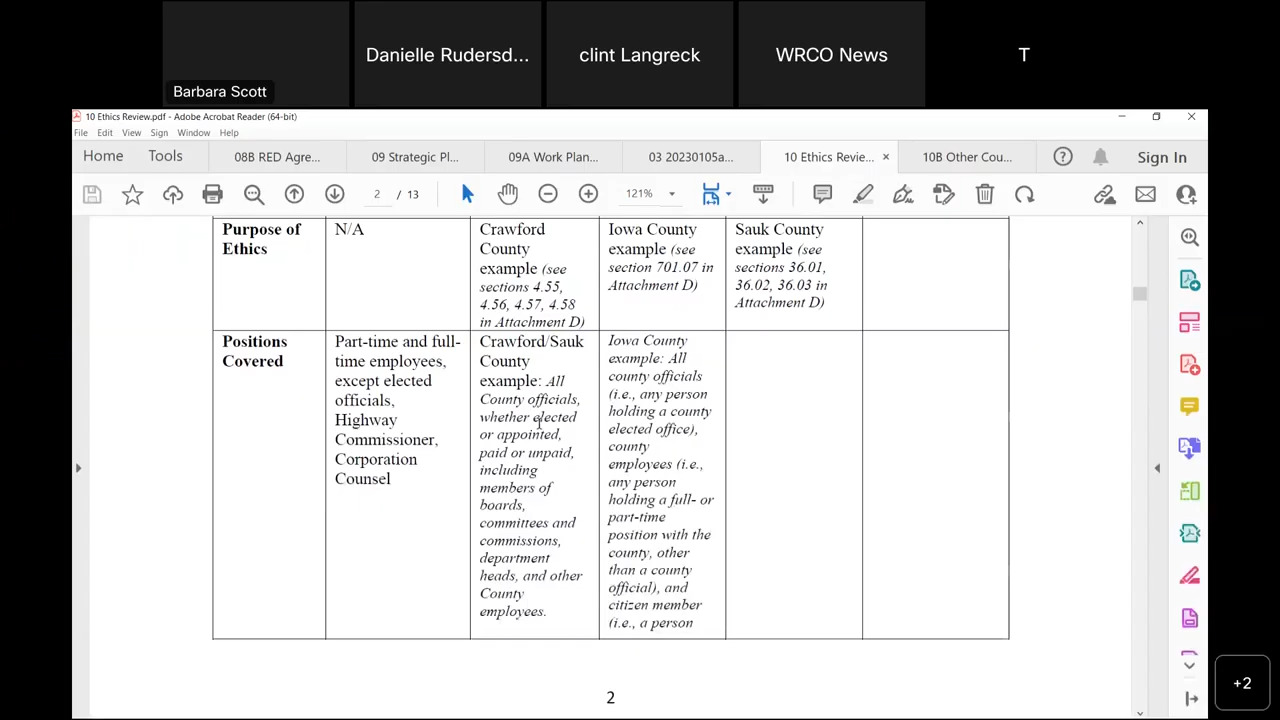 Barbara Scott
Danielle Rudersd...
clint Langreck
WRCO News
T
10 Ethics Review.pdf - Adobe Acrobat Reader (64-bit)
File Edit View Sign Window Help
Home Tools 08B RED Agre... 09 Strategic Pl... 09A Work Plan... 03 20230105a... 10 Ethics Revie... × 10B Other Cou... Sign In
2 / 13 121%
Purpose of
Ethics
N/A
Crawford
County
example (see
sections 4.55,
4.56, 4.57, 4.58
in Attachment D)
Iowa County
example (see
section 701.07 in
Attachment D)
Sauk County
example (see
sections 36.01,
36.02, 36.03 in
Attachment D)
Positions
Covered
Part-time and full-
time employees,
except elected
officials,
Highway
Commissioner,
Corporation
Counsel
Crawford/Sauk
County
example: All
County officials,
whether elected
or appointed,
paid or unpaid,
including
members of
boards,
committees and
commissions,
department
heads, and other
County
employees.
Iowa County
example: All
county officials
(i.e., any person
holding a county
elected office),
county
employees (i.e.,
any person
holding a full- or
part-time
position with the
county, other
than a county
official), and
citizen member
(i.e., a person
2
+2